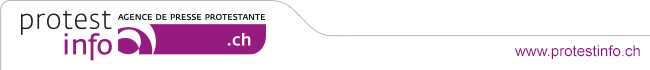 protest AGENCE DE PRESSE PROTESTANTE
info .ch
www.protestinfo.ch